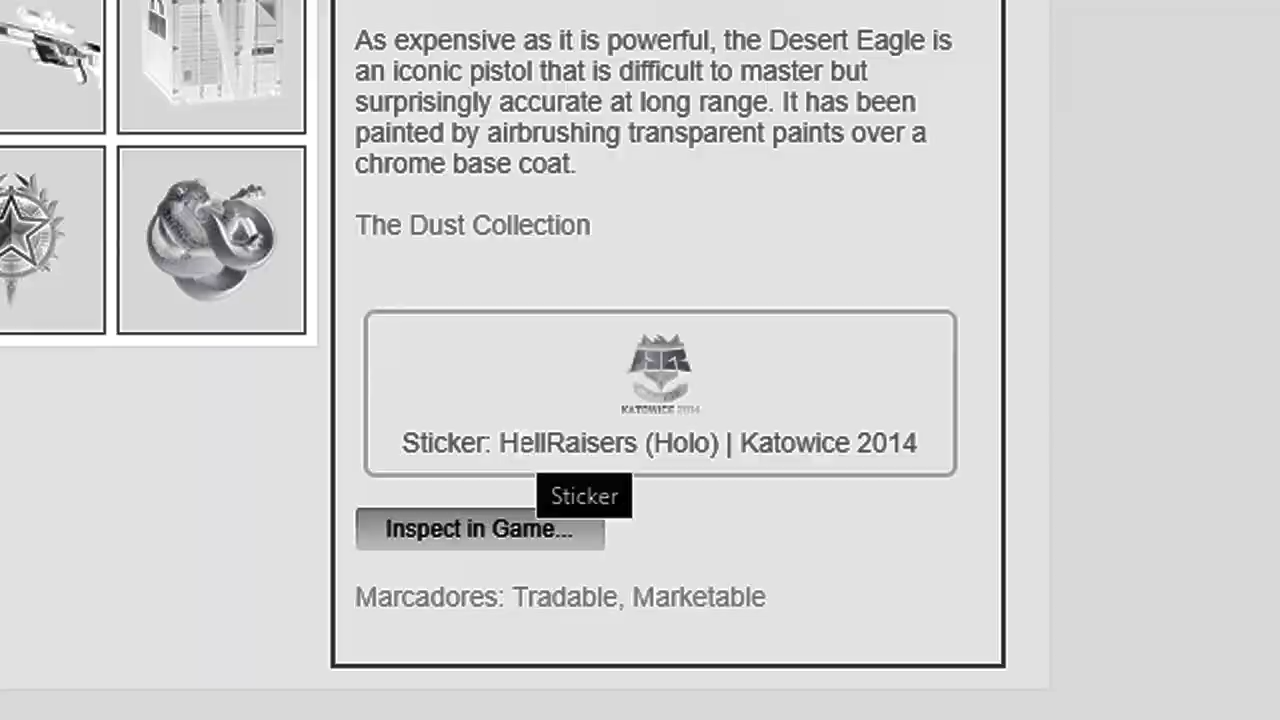 As expensive as it is powerful, the Desert Eagle is
an iconic pistol that is difficult to master but
surprisingly accurate at long range. It has been
painted by airbrushing transparent paints over a
chrome base coat.
The Dust Collection
KATOWICE 2014
Sticker: HellRaisers (Holo) | Katowice 2014
Sticker
Inspect in Game...
Marcadores: Tradable, Marketable